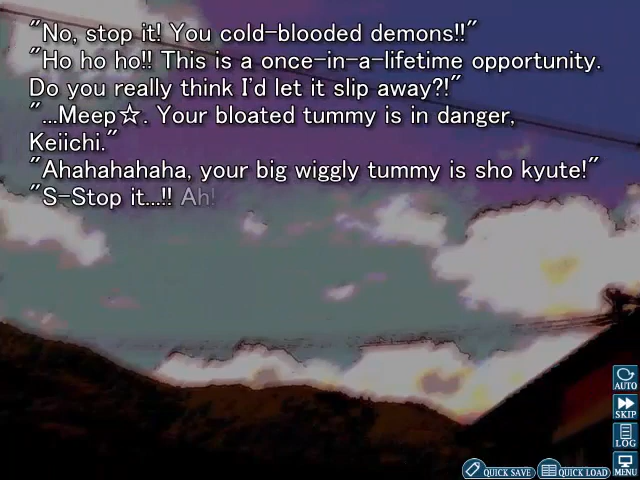 "No, stop it! You cold-blooded demons!!"
"Ho ho ho!! This is a once-in-a-lifetime opportunity.
Do you really think I'd let it slip away?!"
"...Meep☆. Your bloated tummy is in danger,
Keiichi."
"Ahahahahaha, your big wiggly tummy is sho kyute!"
"S-Stop it...!! Ah!
AUTO
SKIP
LOG
QUICK SAVE QUICK LOAD MENU